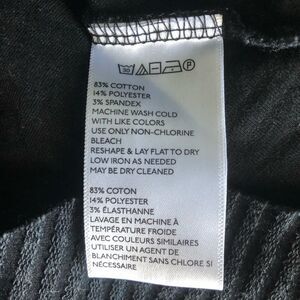 30 P
83% COTTON
14% POLYESTER
3% SPANDEX
MACHINE WASH COLD
WITH LIKE COLORS
USE ONLY NON-CHLORINE
BLEACH
RESHAPE & LAY FLAT TO DRY
LOW IRON AS NEEDED
MAY BE DRY CLEANED
83% COTON
14% POLYESTER
3% ÉLASTHANNE
LAVAGE EN MACHINE À
TEMPÉRATURE FROIDE
AVEC COULEURS SIMILAIRES
UTILISER UN AGENT DE
BLANCHIMENT SANS CHLORE SI
NÉCESSAIRE